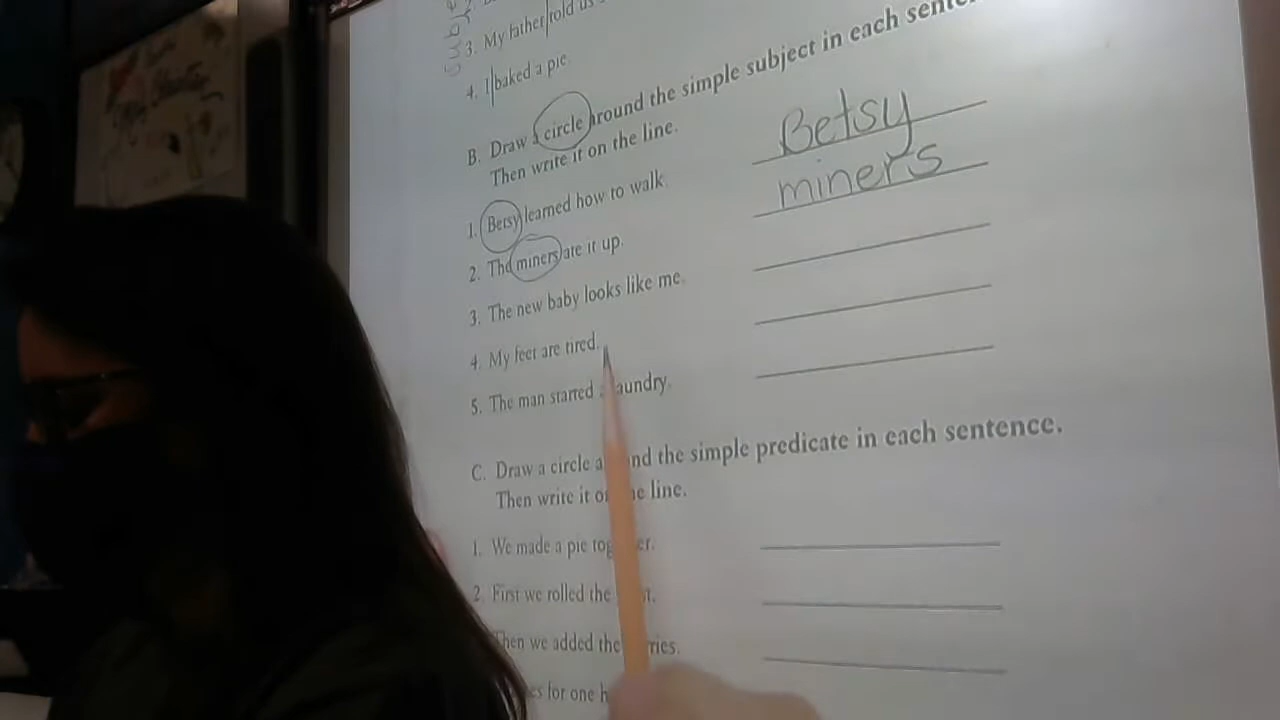 3. My father told us
4. I baked a pie.
B. Draw a circle around the simple subject in each
Then write it on the line.
1. Betsy learned how to walk. Betsy
2. The miners ate it up. miners
3. The new baby looks like me.
4. My feet are tired.
5. The man started laundry.
C. Draw a circle the simple predicate in each sentence.
Then write it line.
1. We made a pie
2. First we rolled the
Then we added the
for one